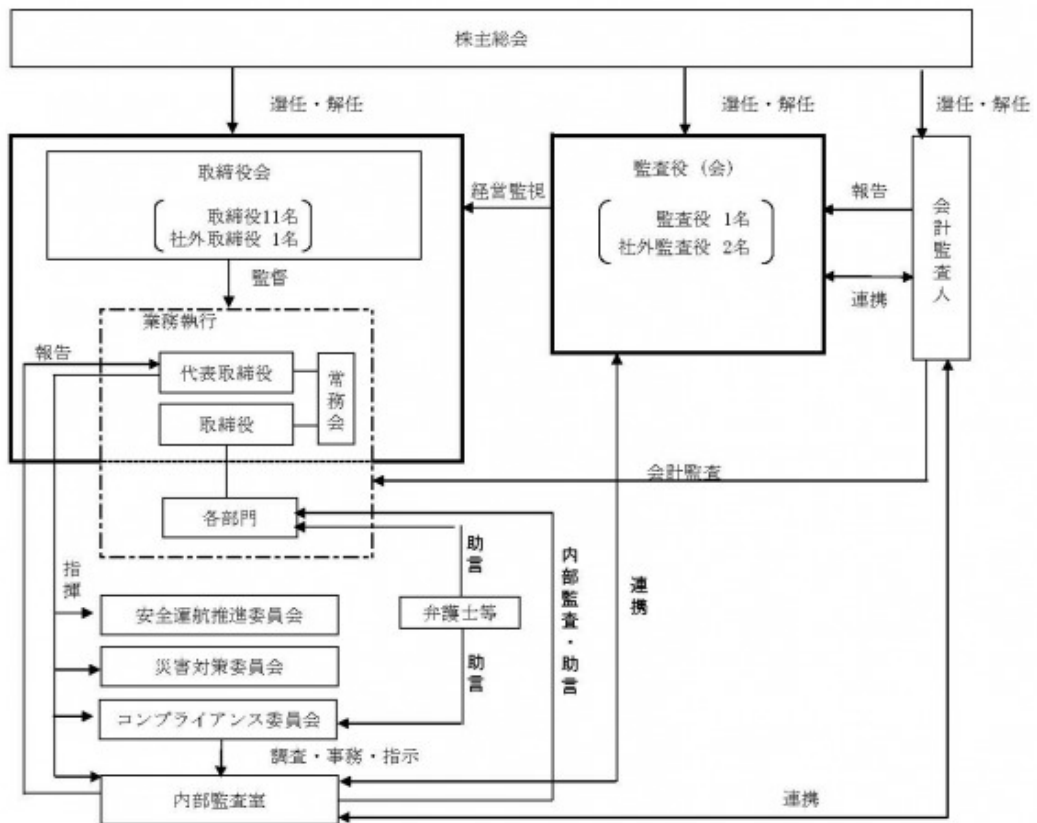 株主総会
選任・解任
選任・解任
選任・解任
取締役会
取締役11名
社外取締役 1名
経営監視
監査役（会）
監査役 1名
社外監査役 2名
報告
連携
会計監査人
監督
業務執行
報告
代表取締役
取締役
常務会
会計監査
各部門
指揮
助言
内部監査・助言
連携
安全運航推進委員会
弁護士等
災害対策委員会
助言
コンプライアンス委員会
調査・事務・指示
内部監査室
連携